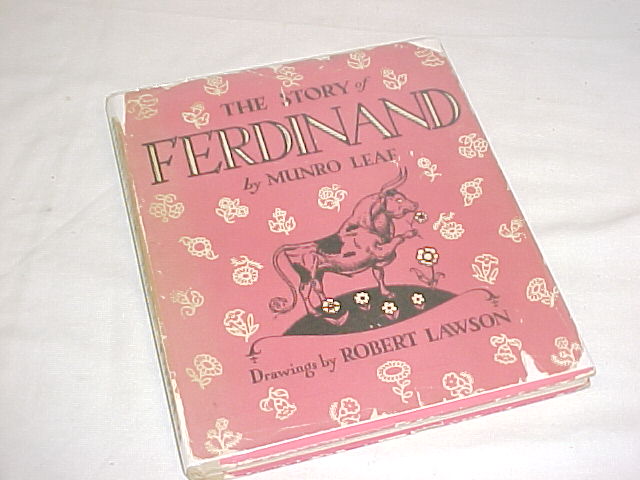 THE STORY of
FERDINAND
by MUNRO LEAF
Drawings by ROBERT LAWSON